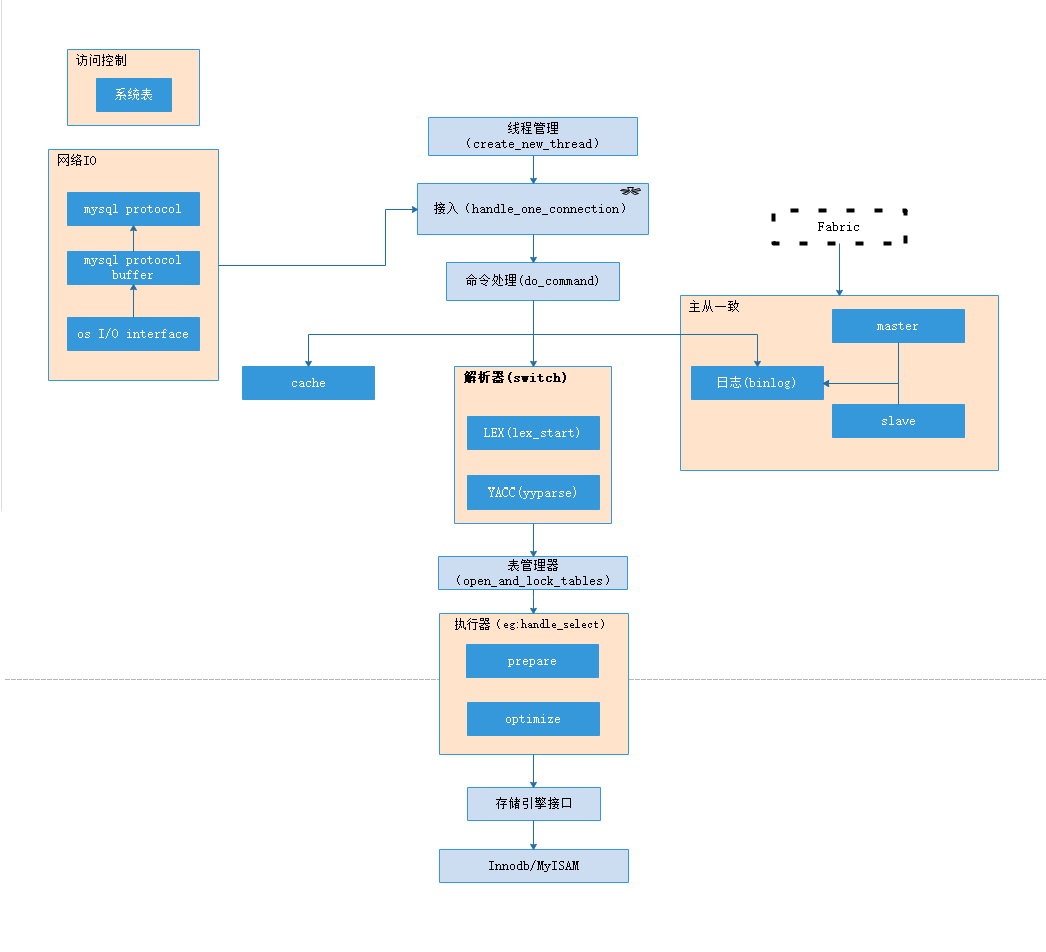 访问控制
系统表
网络IO
mysql protocol
mysql protocol
buffer
os I/O interface
线程管理
(create_new_thread)
接入（handle_one_connection）
命令处理(do_command)
cache
解析器(switch)
LEX(lex_start)
YACC(yyparse)
表管理器
（open_and_lock_tables）
执行器（eg:handle_select）
prepare
optimize
存储引擎接口
Innodb/MyISAM
Fabric
主从一致
master
日志(binlog)
slave